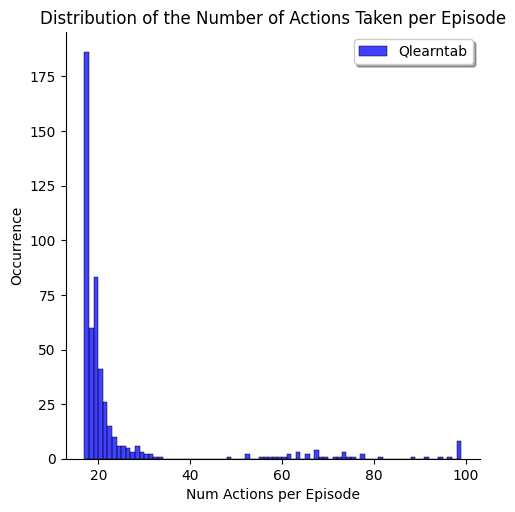 Distribution of the Number of Actions Taken per Episode
Qlearntab
Occurrence
175
150
125
100
75
50
25
0
20 40 60 80 100
Num Actions per Episode